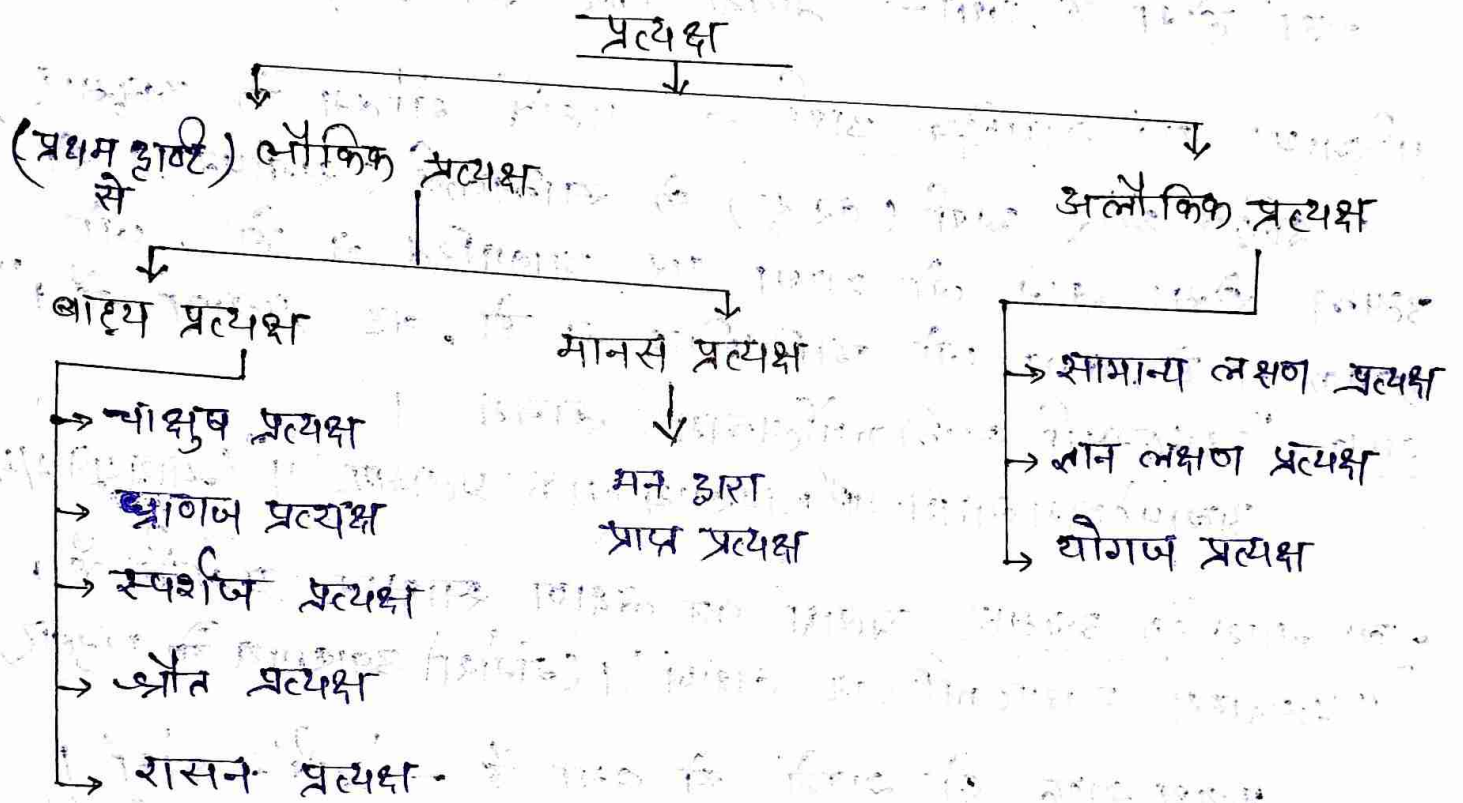 प्रत्यक्ष
(प्रथम दृष्टि से) लौकिक प्रत्यक्ष
अलौकिक प्रत्यक्ष
बाह्य प्रत्यक्ष
मानस प्रत्यक्ष
चाक्षुष प्रत्यक्ष
घ्राणज प्रत्यक्ष
स्पर्शज प्रत्यक्ष
श्रौत प्रत्यक्ष
रासन प्रत्यक्ष
मन द्वारा
प्राप्त प्रत्यक्ष
सामान्य लक्षण प्रत्यक्ष
ज्ञान लक्षण प्रत्यक्ष
योगज प्रत्यक्ष